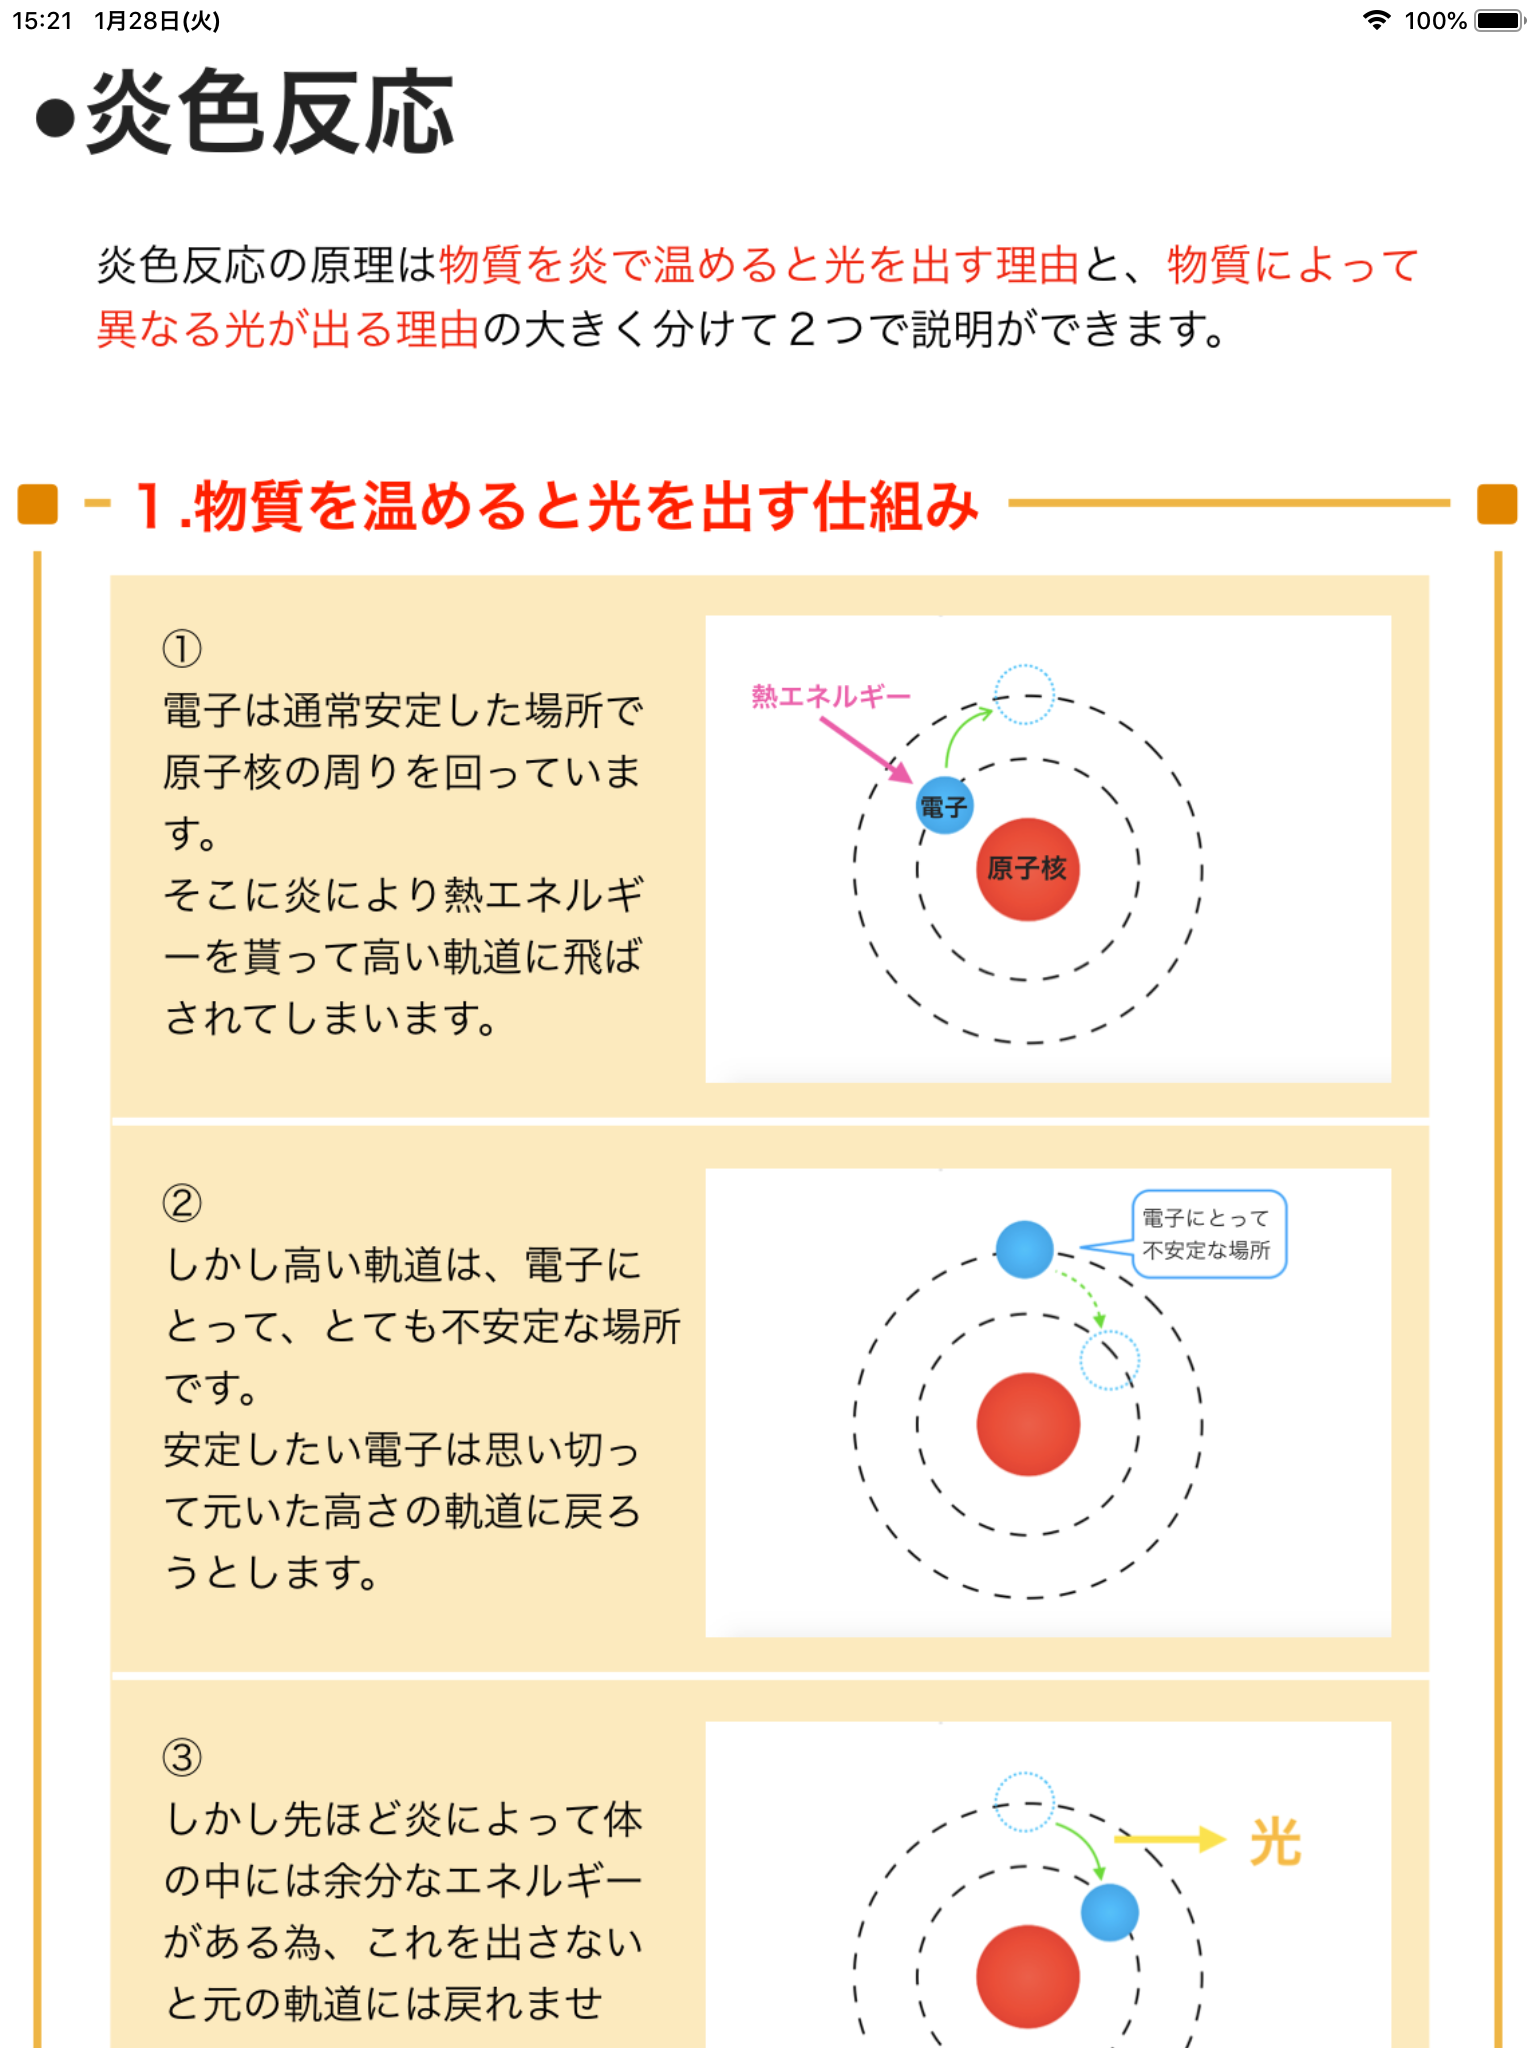 15:21 1月28日(火) 100%
•炎色反応
炎色反応の原理は物質を炎で温めると光を出す理由と、物質によって
異なる光が出る理由の大きく分けて２つで説明ができます。
１.物質を温めると光を出す仕組み
①
電子は通常安定した場所で
原子核の周りを回っていま
す。
そこに炎により熱エネルギ
ーを貰って高い軌道に飛ば
されてしまいます。
熱エネルギー
電子
原子核
②
しかし高い軌道は、電子に
とって、とても不安定な場所
です。
安定したい電子は思い切っ
て元いた高さの軌道に戻ろ
うとします。
電子にとって
不安定な場所
③
しかし先ほど炎によって体
の中には余分なエネルギー
がある為、これを出さない
と元の軌道には戻れませ
光